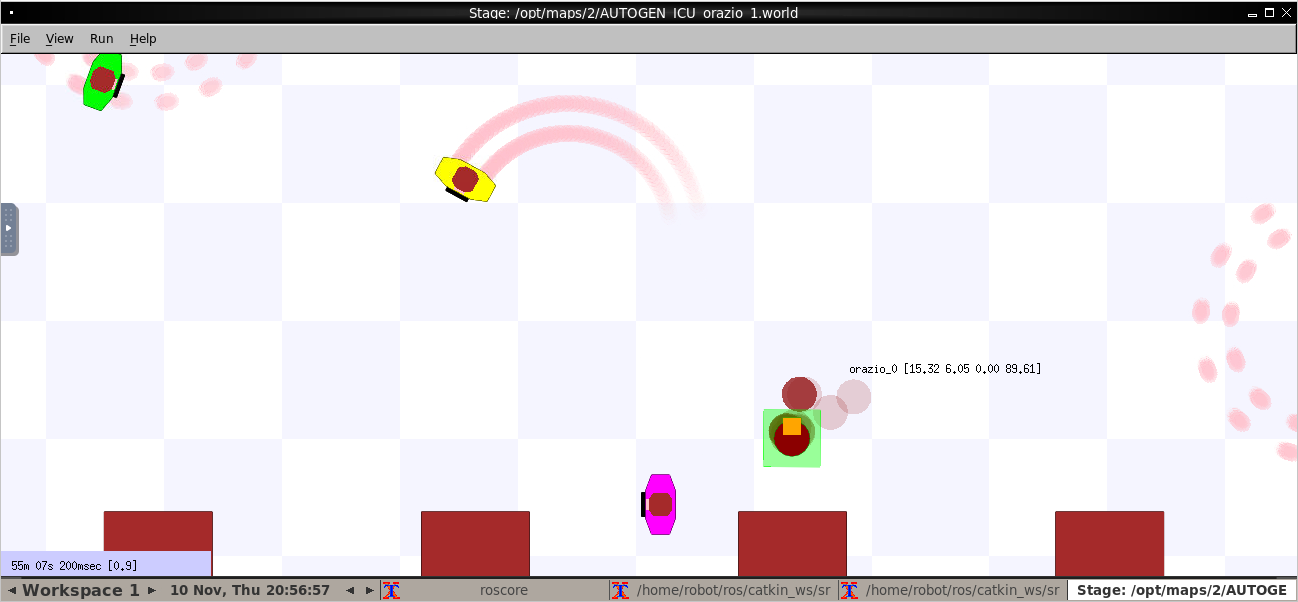 Stage: /opt/maps/2/AUTOGEN_ICU_orazio_1.world
File View Run Help
orazio_0 [15.32 6.05 0.00 89.61]
55m 07s 200msec [0.9]
Workspace 1 10 Nov, Thu 20:56:57 roscore /home/robot/ros/catkin_ws/sr /home/robot/ros/catkin_ws/sr Stage: /opt/maps/2/AUTOGE